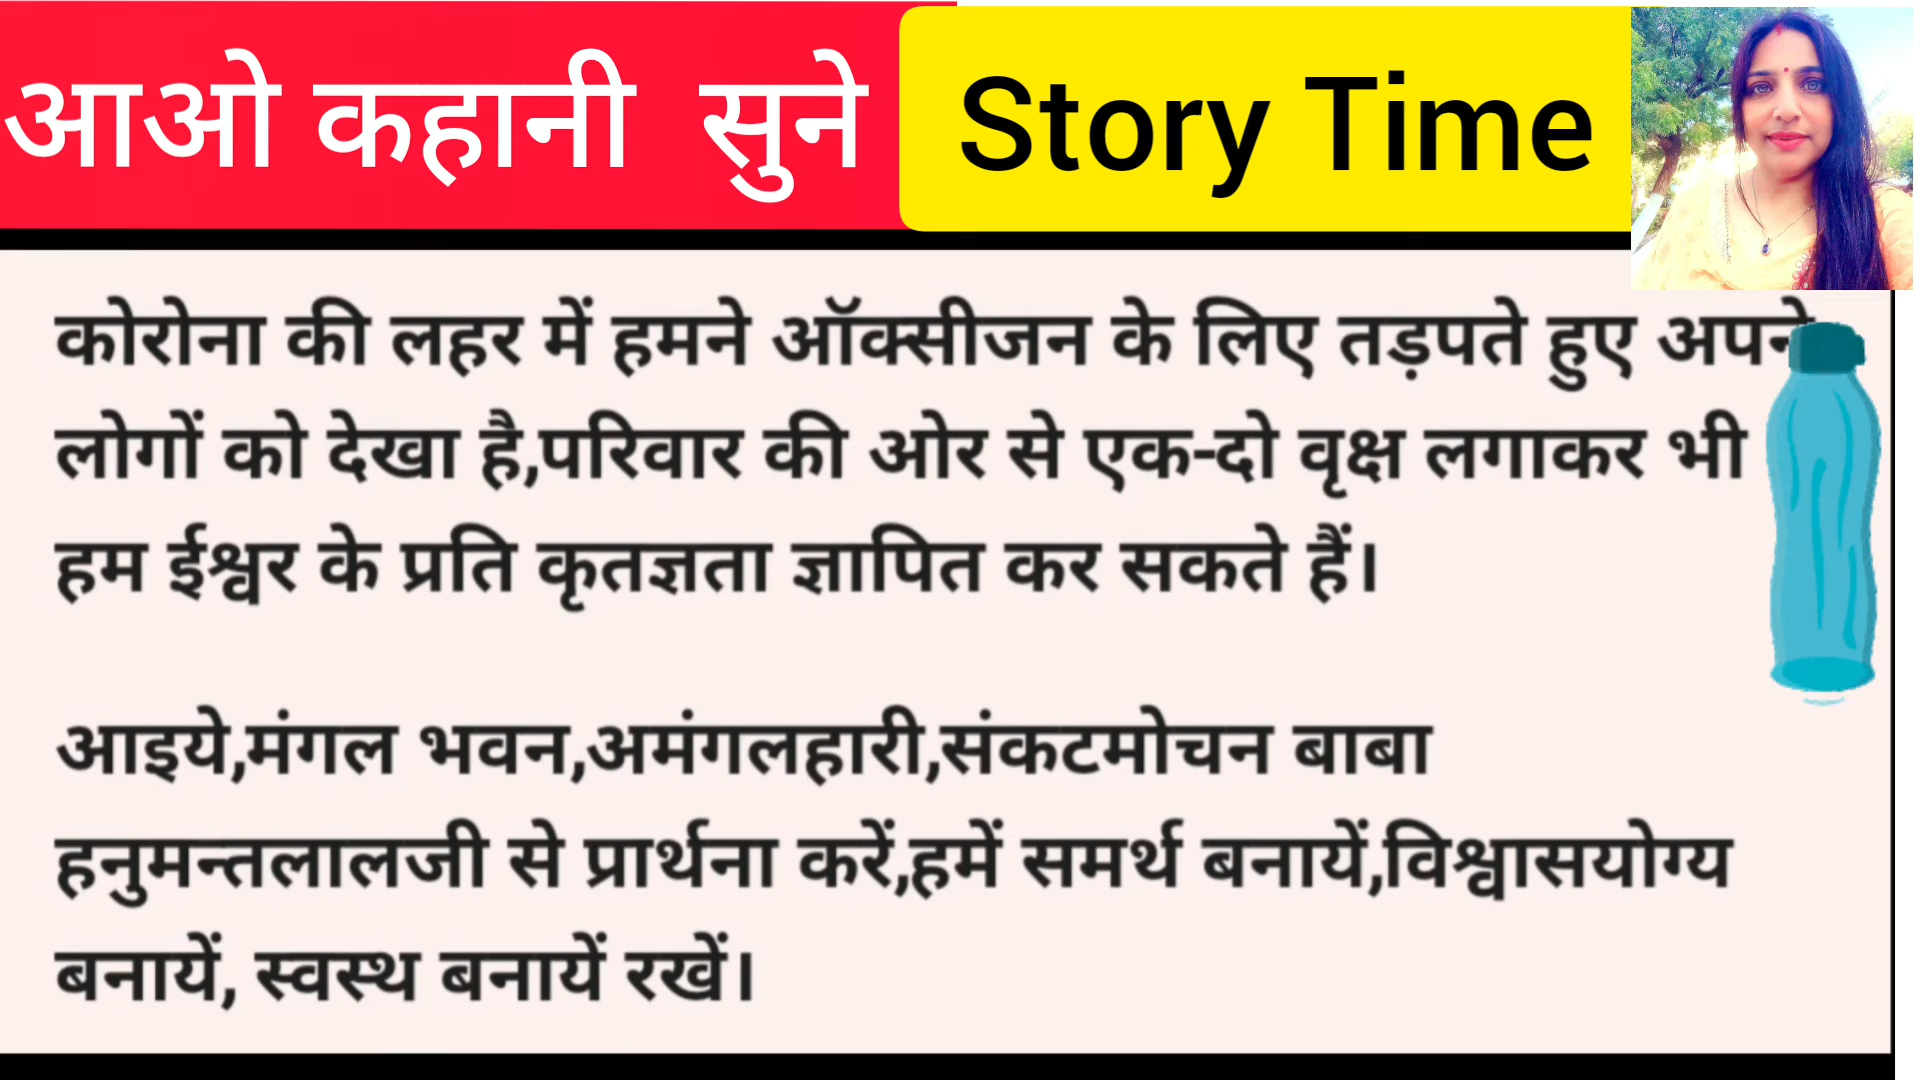 आओ कहानी सुने
Story Time
कोरोना की लहर में हमने ऑक्सीजन के लिए तड़पते हुए अपने
लोगों को देखा है,परिवार की ओर से एक-दो वृक्ष लगाकर भी
हम ईश्वर के प्रति कृतज्ञता ज्ञापित कर सकते हैं।
आइये,मंगल भवन,अमंगलहारी,संकटमोचन बाबा
हनुमन्तलालजी से प्रार्थना करें,हमें समर्थ बनायें,विश्वासयोग्य
बनायें, स्वस्थ बनायें रखें।